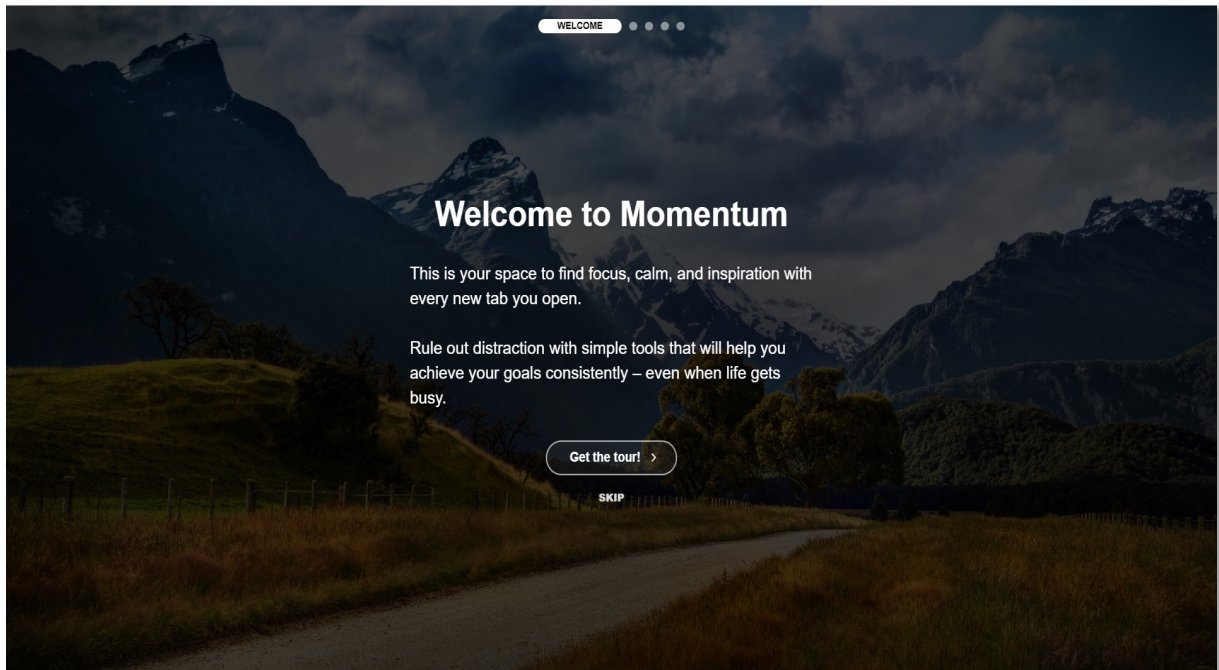 WELCOME
Welcome to Momentum
This is your space to find focus, calm, and inspiration with
every new tab you open.
Rule out distraction with simple tools that will help you
achieve your goals consistently – even when life gets
busy.
Get the tour!
SKIP